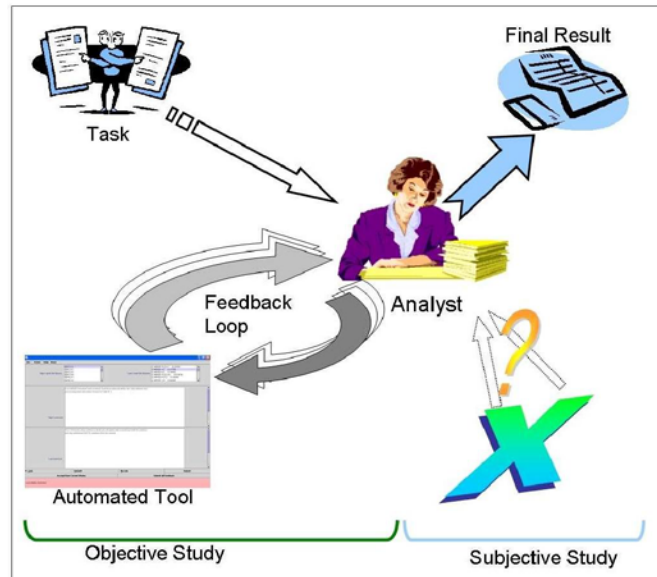 Final Result
Task
Feedback
Loop
Analyst
?
X
Automated Tool
Objective Study
Subjective Study